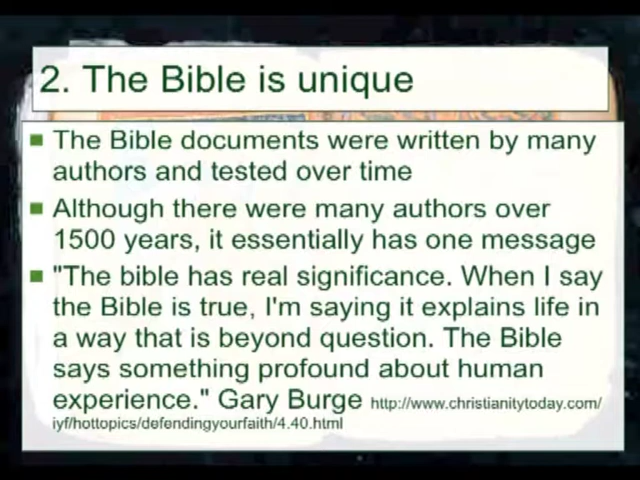 2. The Bible is unique
The Bible documents were written by many
authors and tested over time
Although there were many authors over
1500 years, it essentially has one message
"The bible has real significance. When I say
the Bible is true, I'm saying it explains life in
a way that is beyond question. The Bible
says something profound about human
experience." Gary Burge http://www.christianitytoday.com/
iyf/hottopics/defendingyourfaith/4.40.html